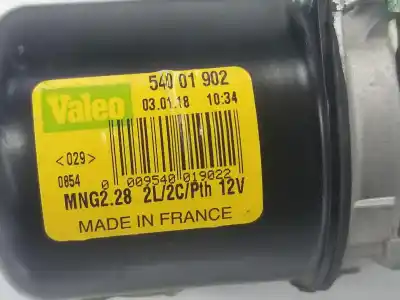 Valeo
540 01 902
03.01.18 10:34
<029>
0854
0 009540 019022
MNG2.28 2L/2C/Pth 12V
MADE IN FRANCE